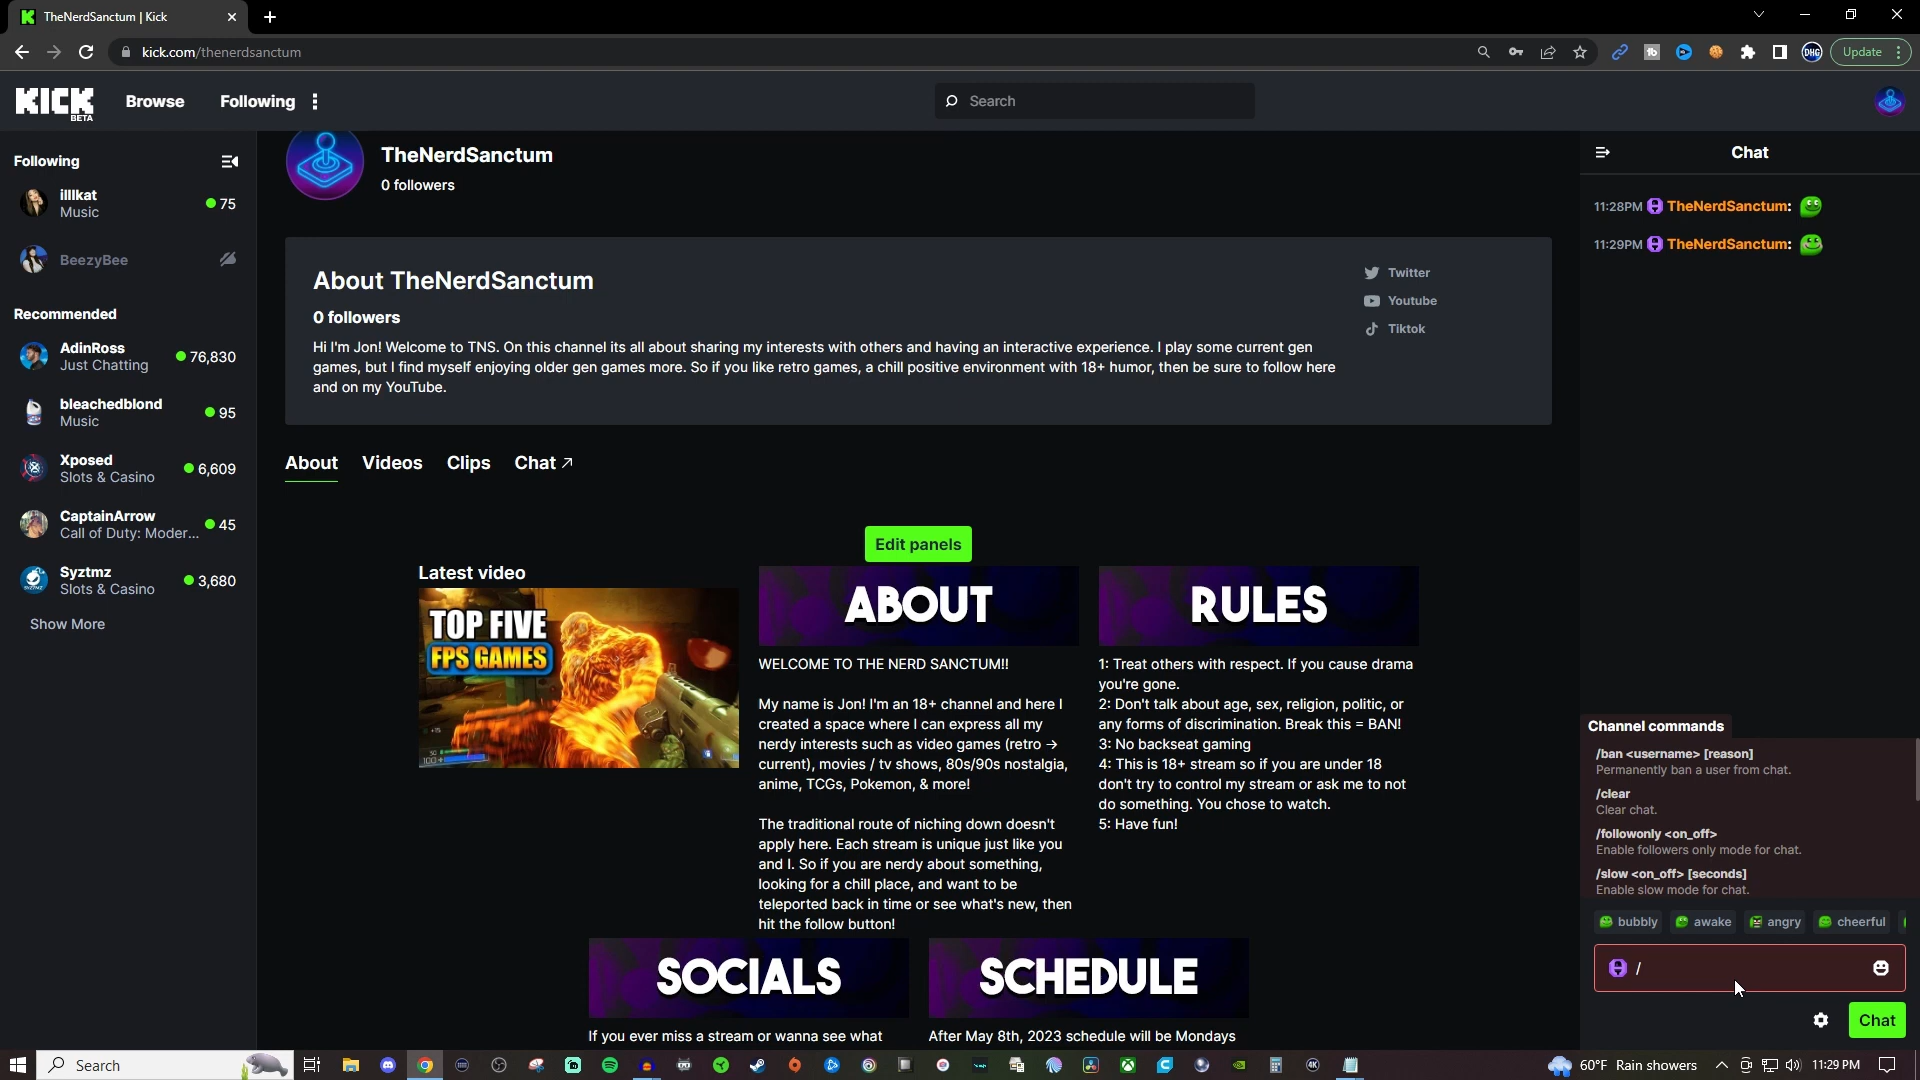 TheNerdSanctum | Kick
kick.com/thenerdsanctum
Update
KICK
BETA
Browse
Following
Search
Following
illlkat
Music
75
BeezyBee
Recommended
AdinRoss
Just Chatting
76,830
bleachedblond
Music
95
Xposed
Slots & Casino
6,609
CaptainArrow
Call of Duty: Moder...
45
Syztmz
Slots & Casino
3,680
Show More
TheNerdSanctum
0 followers
About TheNerdSanctum
0 followers
Hi I'm Jon! Welcome to TNS. On this channel its all about sharing my interests with others and having an interactive experience. I play some current gen
games, but I find myself enjoying older gen games more. So if you like retro games, a chill positive environment with 18+ humor, then be sure to follow here
and on my YouTube.
Twitter
Youtube
Tiktok
About
Videos
Clips
Chat
Edit panels
Latest video
TOP FIVE
FPS GAMES
ABOUT
WELCOME TO THE NERD SANCTUM!!
My name is Jon! I'm an 18+ channel and here I
created a space where I can express all my
nerdy interests such as video games (retro →
current), movies / tv shows, 80s/90s nostalgia,
anime, TCGs, Pokemon, & more!
The traditional route of niching down doesn't
apply here. Each stream is unique just like you
and I. So if you are nerdy about something,
looking for a chill place, and want to be
teleported back in time or see what's new, then
hit the follow button!
RULES
1: Treat others with respect. If you cause drama
you're gone.
2: Don't talk about age, sex, religion, politic, or
any forms of discrimination. Break this = BAN!
3: No backseat gaming
4: This is 18+ stream so if you are under 18
don't try to control my stream or ask me to not
do something. You chose to watch.
5: Have fun!
SOCIALS
If you ever miss a stream or wanna see what
SCHEDULE
After May 8th, 2023 schedule will be Mondays
Chat
11:28PM TheNerdSanctum:
11:29PM TheNerdSanctum:
Channel commands
/ban <username> [reason]
Permanently ban a user from chat.
/clear
Clear chat.
/followonly <on_off>
Enable followers only mode for chat.
/slow <on_off> [seconds]
Enable slow mode for chat.
bubbly
awake
angry
cheerful
/
Chat
Search
60°F Rain showers
11:29 PM